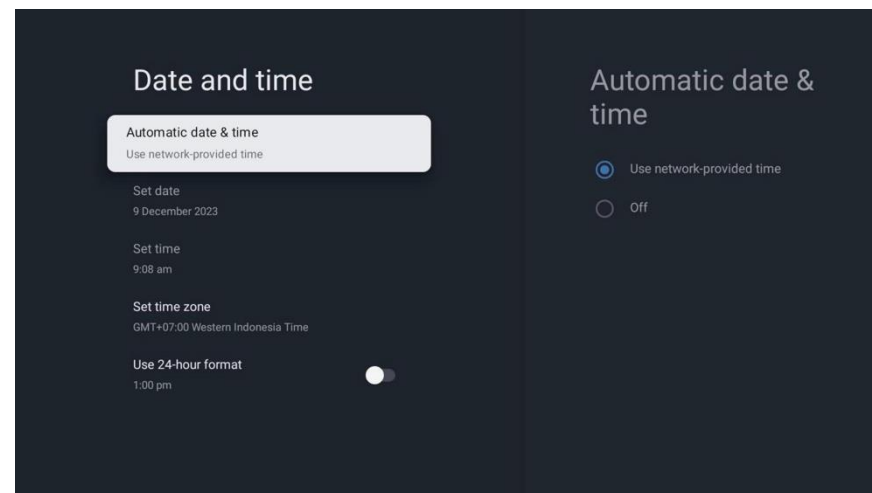 Date and time
Automatic date & time
Use network-provided time
Set date
9 December 2023
Set time
9:08 am
Set time zone
GMT+07:00 Western Indonesia Time
Use 24-hour format
1:00 pm
Automatic date &
time
Use network-provided time
Off